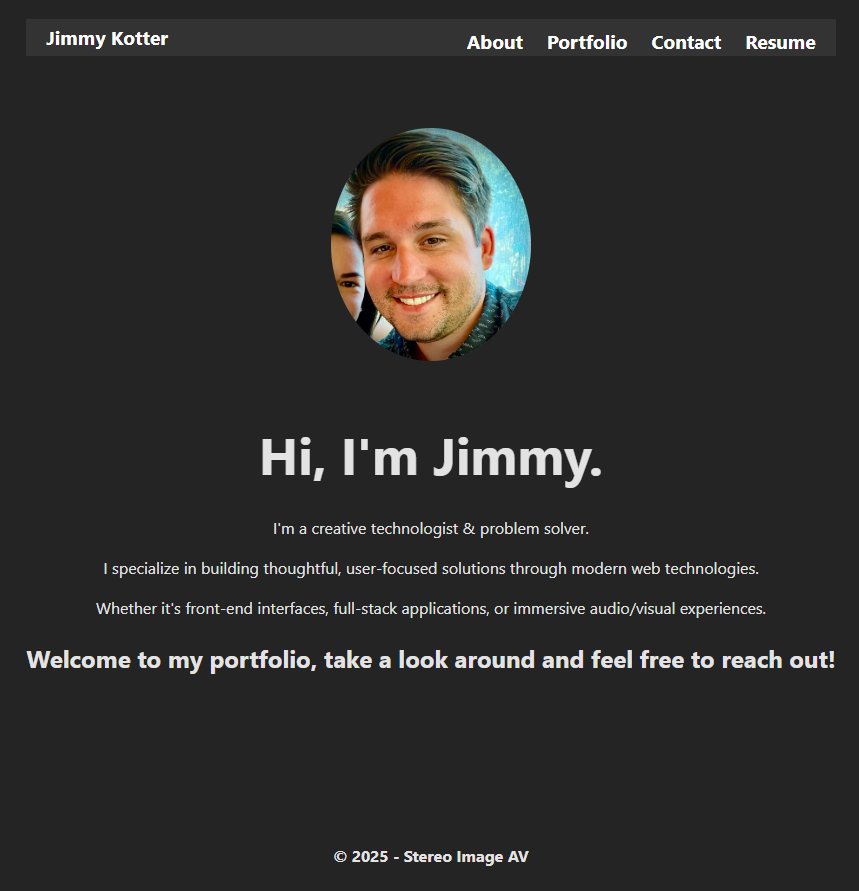 Jimmy Kotter
About Portfolio Contact Resume
Hi, I'm Jimmy.
I'm a creative technologist & problem solver.
I specialize in building thoughtful, user-focused solutions through modern web technologies.
Whether it's front-end interfaces, full-stack applications, or immersive audio/visual experiences.
Welcome to my portfolio, take a look around and feel free to reach out!
© 2025 - Stereo Image AV